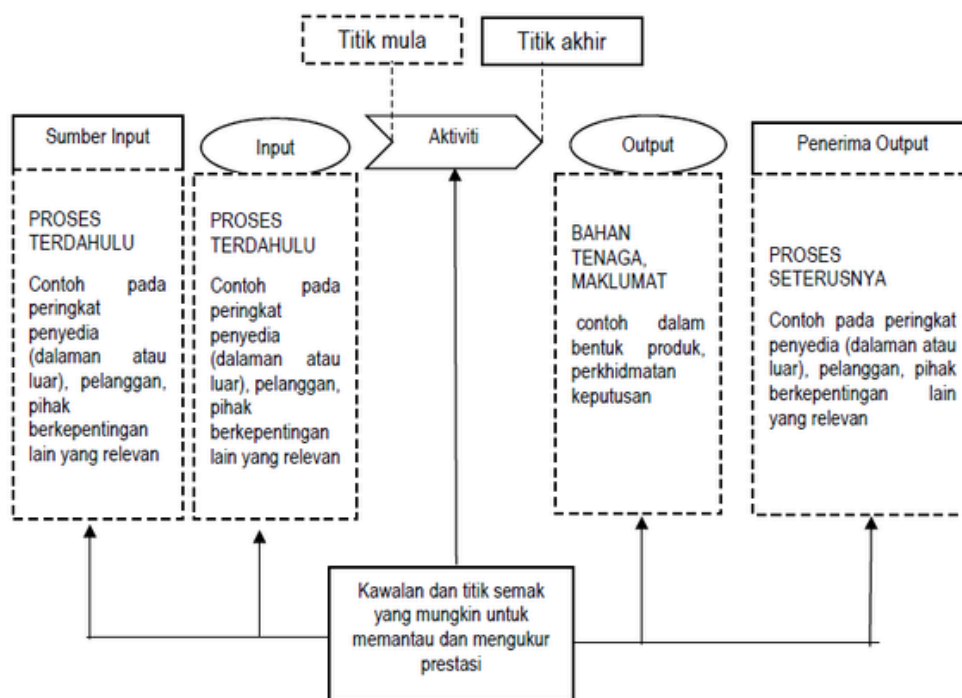 Titik mula
Titik akhir
Sumber Input
Input
Aktiviti
Output
Penerima Output
PROSES
TERDAHULU
Contoh pada
peringkat
penyedia
(dalaman atau
luar), pelanggan,
pihak
berkepentingan
lain yang relevan
PROSES
TERDAHULU
Contoh pada
peringkat
penyedia
(dalaman atau
luar), pelanggan,
pihak
berkepentingan
lain yang relevan
BAHAN
TENAGA,
MAKLUMAT
contoh dalam
bentuk produk,
perkhidmatan
keputusan
PROSES
SETERUSNYA
Contoh pada peringkat
penyedia (dalaman atau
luar), pelanggan, pihak
berkepentingan lain
yang relevan
Kawalan dan titik semak
yang mungkin untuk
memantau dan mengukur
prestasi